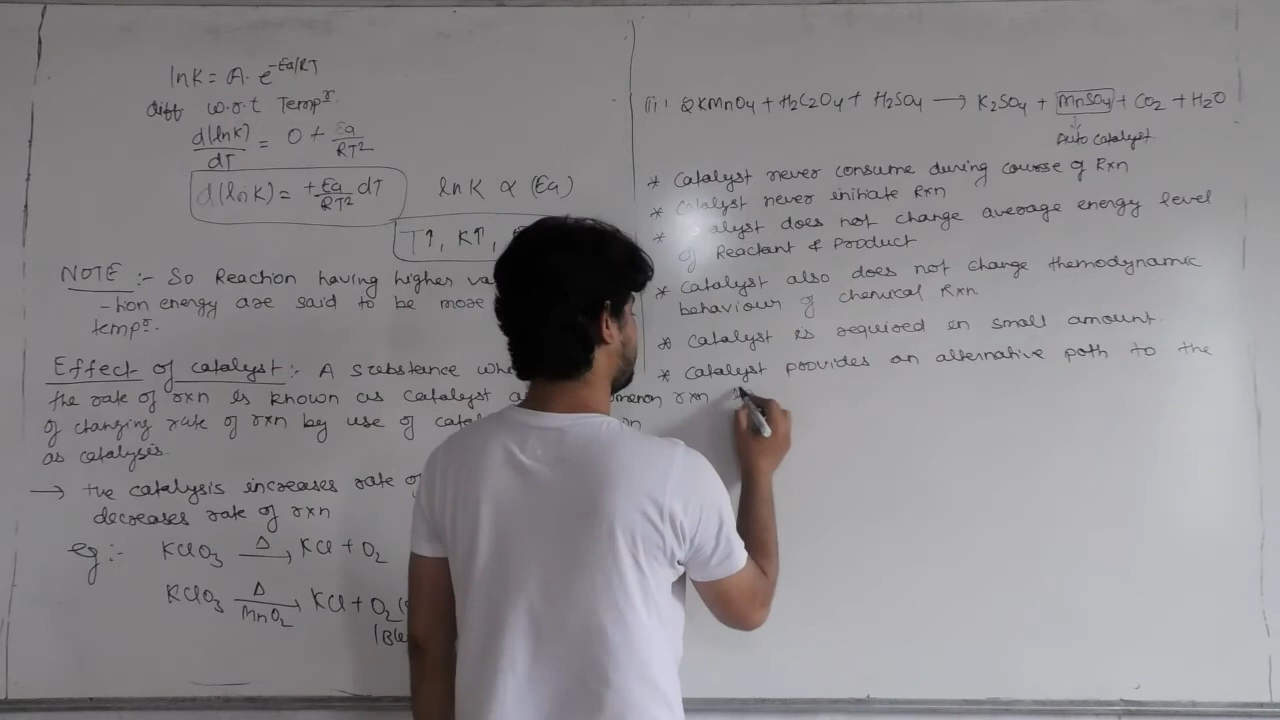 lnK = A. e^-Ea/RT
diff w.r.t Tempr.
d(lnK)/dT = 0 + Ea/RT²
d(lnK) = +Ea/RT² dT lnK ∝ (Ea)
T↑, K↑,
NOTE :- So Reaction having higher
-tion energy are said to be more
tempr.
Effect of catalyst :- A substance
the rate of rxn is known as catalyst
of changing rate of rxn by use of
as catalysis.
→ +ve catalysis increases rate of
decreases rate of rxn
eg :- KClO3 Δ→ KCl + O2
KClO3 Δ/MnO2→ KCl + O2
(ii) 2KMnO4 + H2C2O4 + H2SO4 → K2SO4 + MnSO4 + CO2 + H2O
Auto catalyst
* Catalyst never consume during course of Rxn
* Catalyst never initiate Rxn
* does not change average energy level
of Reactant & Product
* Catalyst also does not change themodynamic
behaviour of chemical Rxn.
* Catalyst is required in small amount.
* Catalyst provides an alternative path to the
rxn